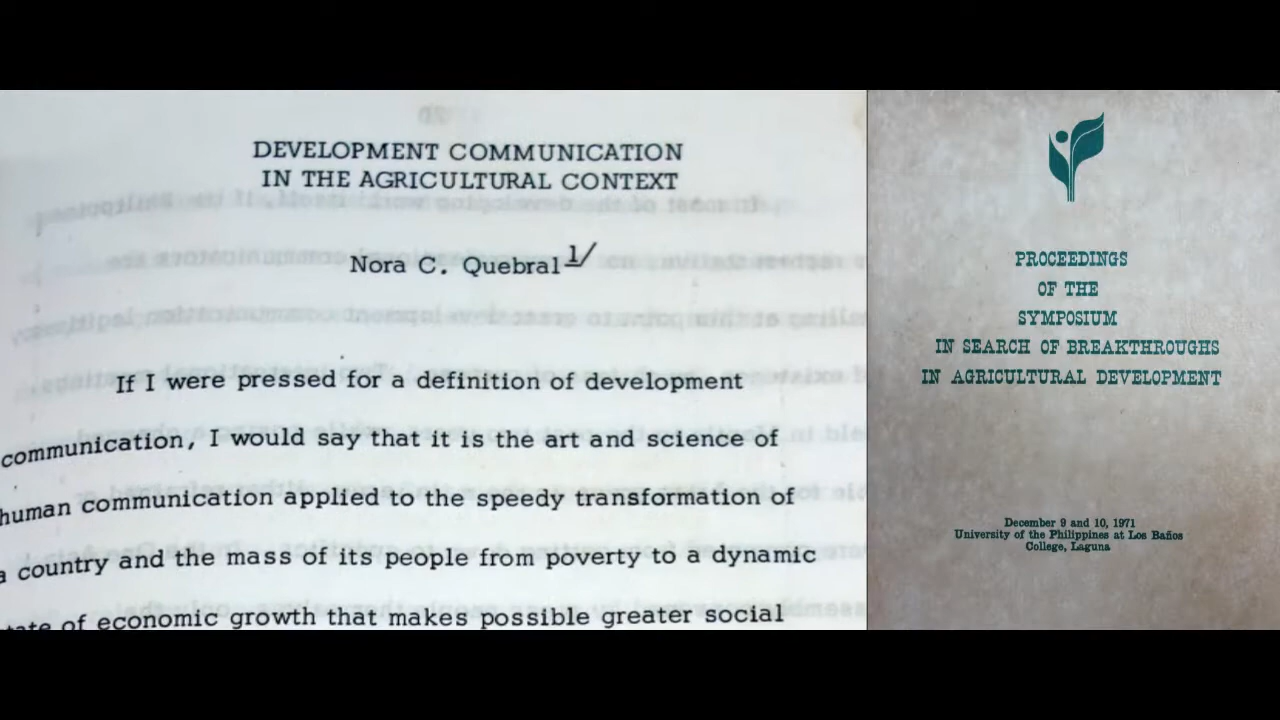 DEVELOPMENT COMMUNICATION
IN THE AGRICULTURAL CONTEXT
Nora C. Quebral 1/
If I were pressed for a definition of development
communication, I would say that it is the art and science of
human communication applied to the speedy transformation of
a country and the mass of its people from poverty to a dynamic
of economic growth that makes possible greater social
PROCEEDINGS
OF THE
SYMPOSIUM
IN SEARCH OF BREAKTHROUGHS
IN AGRICULTURAL DEVELOPMENT
December 9 and 10, 1971
University of the Philippines at Los Baños
College, Laguna